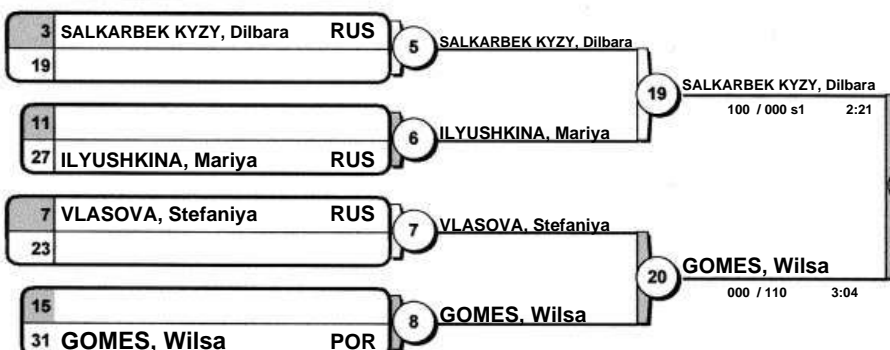 3 SALKARBEK KYZY, Dilbara RUS
19
5 SALKARBEK KYZY, Dilbara
11
27 ILYUSHKINA, Mariya RUS
6 ILYUSHKINA, Mariya
19 SALKARBEK KYZY, Dilbara
100 / 000 s1 2:21
7 VLASOVA, Stefaniya RUS
23
7 VLASOVA, Stefaniya
15
31 GOMES, Wilsa POR
8 GOMES, Wilsa
20 GOMES, Wilsa
000 / 110 3:04